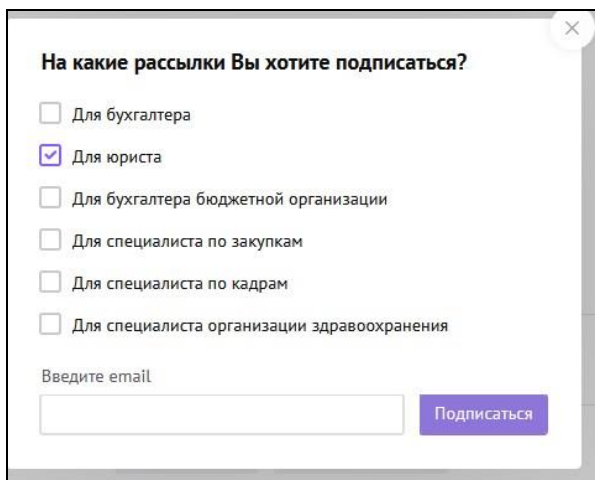 На какие рассылки Вы хотите подписаться?
Для бухгалтера
Для юриста
Для бухгалтера бюджетной организации
Для специалиста по закупкам
Для специалиста по кадрам
Для специалиста организации здравоохранения
Введите email
Подписаться